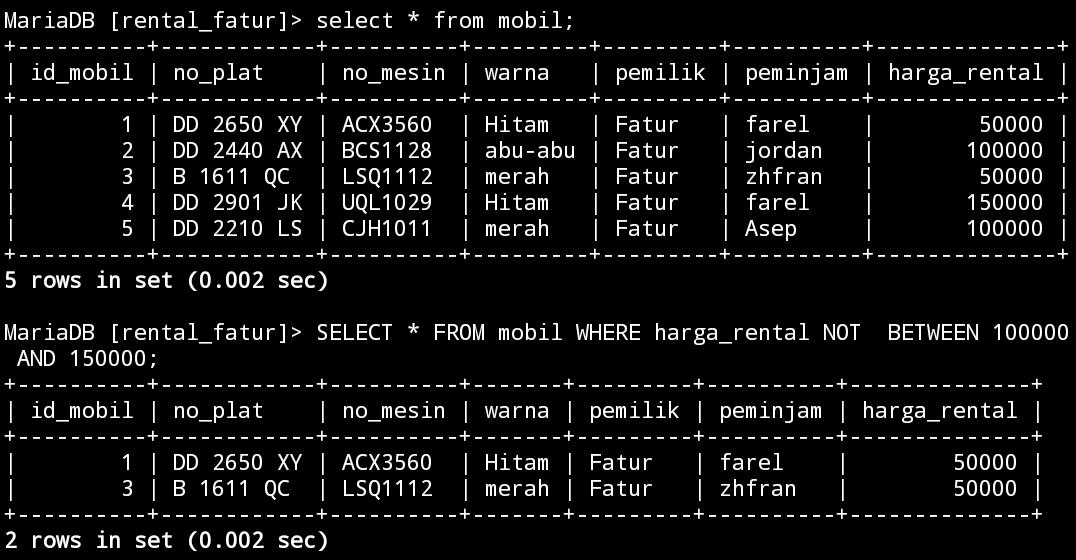 MariaDB [rental_fatur]> select * from mobil;
+----------+------------+----------+---------+---------+----------+--------------+
| id_mobil | no_plat    | no_mesin | warna   | pemilik | peminjam | harga_rental |
+----------+------------+----------+---------+---------+----------+--------------+
|        1 | DD 2650 XY | ACX3560  | Hitam   | Fatur   | farel    |        50000 |
|        2 | DD 2440 AX | BCS1128  | abu-abu | Fatur   | jordan   |       100000 |
|        3 | B 1611 QC  | LSQ1112  | merah   | Fatur   | zhfran   |        50000 |
|        4 | DD 2901 JK | UQL1029  | Hitam   | Fatur   | farel    |       150000 |
|        5 | DD 2210 LS | CJH1011  | merah   | Fatur   | Asep     |       100000 |
+----------+------------+----------+---------+---------+----------+--------------+
5 rows in set (0.002 sec)

MariaDB [rental_fatur]> SELECT * FROM mobil WHERE harga_rental NOT  BETWEEN 100000
 AND 150000;
+----------+------------+----------+-------+---------+----------+--------------+
| id_mobil | no_plat    | no_mesin | warna | pemilik | peminjam | harga_rental |
+----------+------------+----------+-------+---------+----------+--------------+
|        1 | DD 2650 XY | ACX3560  | Hitam | Fatur   | farel    |        50000 |
|        3 | B 1611 QC  | LSQ1112  | merah | Fatur   | zhfran   |        50000 |
+----------+------------+----------+-------+---------+----------+--------------+
2 rows in set (0.002 sec)